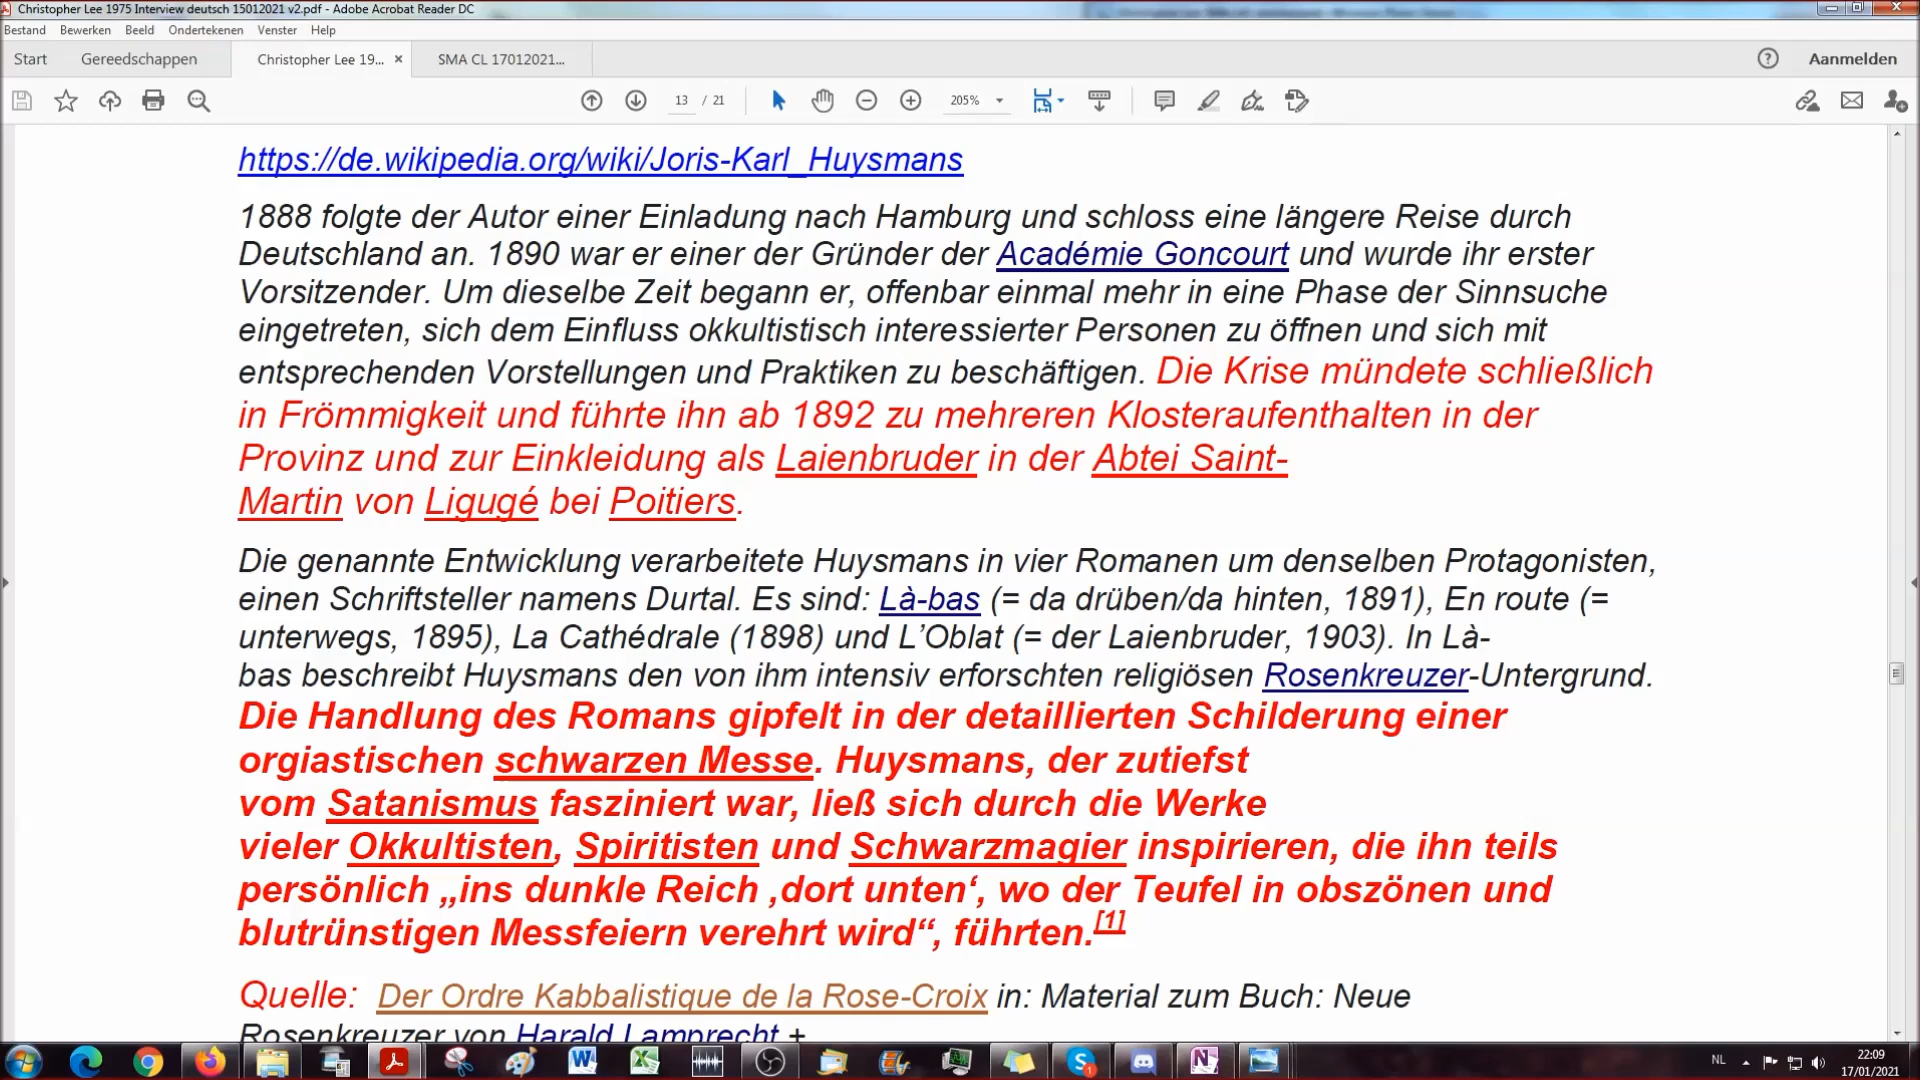 Christopher Lee 1975 Interview deutsch 15012021 v2.pdf - Adobe Acrobat Reader DC
Bestand Bewerken Beeld Ondertekenen Venster Help
Start Gereedschappen Christopher Lee 19... × SMA CL 17012021... Aanmelden
13 / 21 205%
https://de.wikipedia.org/wiki/Joris-Karl_Huysmans
1888 folgte der Autor einer Einladung nach Hamburg und schloss eine längere Reise durch
Deutschland an. 1890 war er einer der Gründer der Académie Goncourt und wurde ihr erster
Vorsitzender. Um dieselbe Zeit begann er, offenbar einmal mehr in eine Phase der Sinnsuche
eingetreten, sich dem Einfluss okkultistisch interessierter Personen zu öffnen und sich mit
entsprechenden Vorstellungen und Praktiken zu beschäftigen. Die Krise mündete schließlich
in Frömmigkeit und führte ihn ab 1892 zu mehreren Klosteraufenthalten in der
Provinz und zur Einkleidung als Laienbruder in der Abtei Saint-
Martin von Ligugé bei Poitiers.
Die genannte Entwicklung verarbeitete Huysmans in vier Romanen um denselben Protagonisten,
einen Schriftsteller namens Durtal. Es sind: Là-bas (= da drüben/da hinten, 1891), En route (=
unterwegs, 1895), La Cathédrale (1898) und L’Oblat (= der Laienbruder, 1903). In Là-
bas beschreibt Huysmans den von ihm intensiv erforschten religiösen Rosenkreuzer-Untergrund.
Die Handlung des Romans gipfelt in der detaillierten Schilderung einer
orgiastischen schwarzen Messe. Huysmans, der zutiefst
vom Satanismus fasziniert war, ließ sich durch die Werke
vieler Okkultisten, Spiritisten und Schwarzmagier inspirieren, die ihn teils
persönlich „ins dunkle Reich ‚dort unten‘, wo der Teufel in obszönen und
blutrünstigen Messfeiern verehrt wird“, führten.[1]
Quelle: Der Ordre Kabbalistique de la Rose-Croix in: Material zum Buch: Neue
Rosenkreuzer von Harald Lamprecht +
NL 22:09
17/01/2021